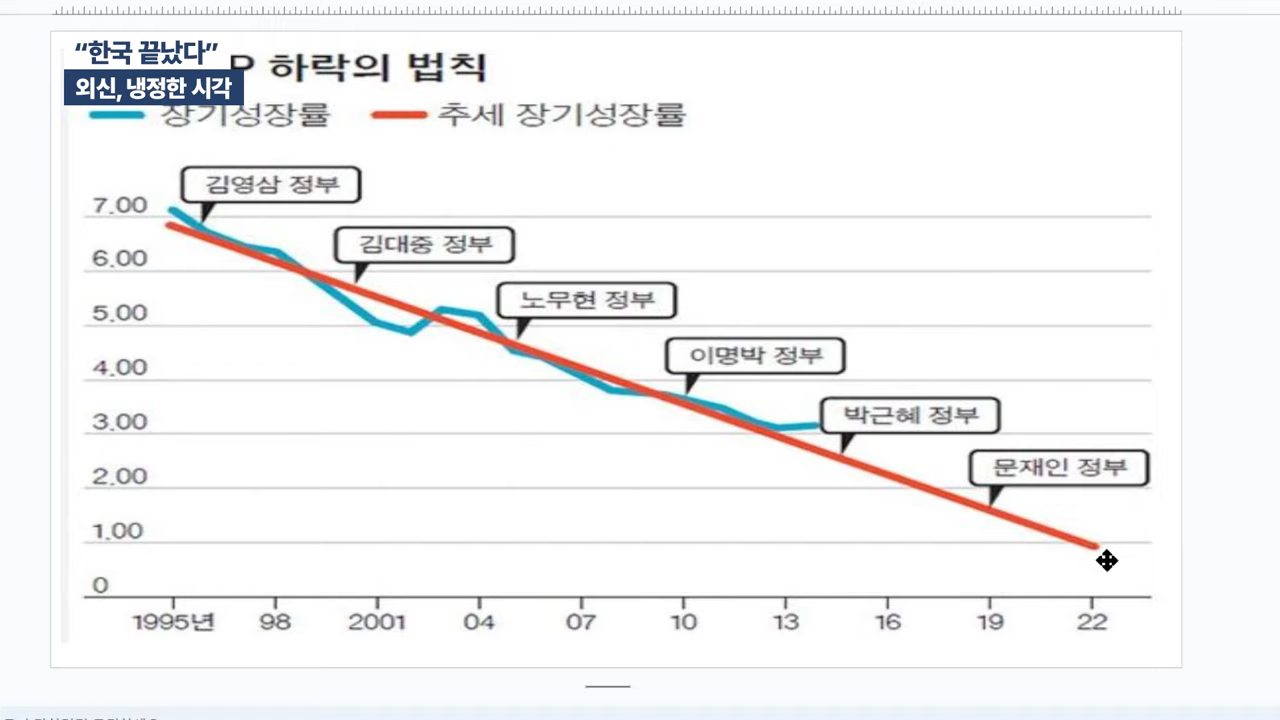 “한국 끝났다”
외신, 냉정한 시각
P 하락의 법칙
장기성장률
추세 장기성장률
김영삼 정부
7.00
김대중 정부
6.00
노무현 정부
5.00
이명박 정부
4.00
박근혜 정부
3.00
문재인 정부
2.00
1.00
0
1995년 98 2001 04 07 10 13 16 19 22